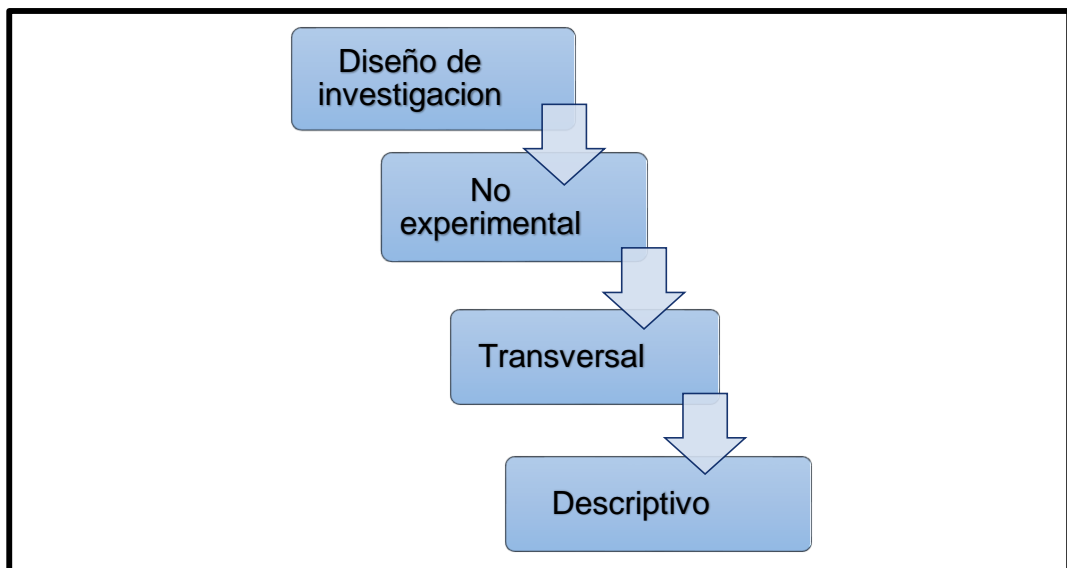 Diseño de
investigacion
No
experimental
Transversal
Descriptivo